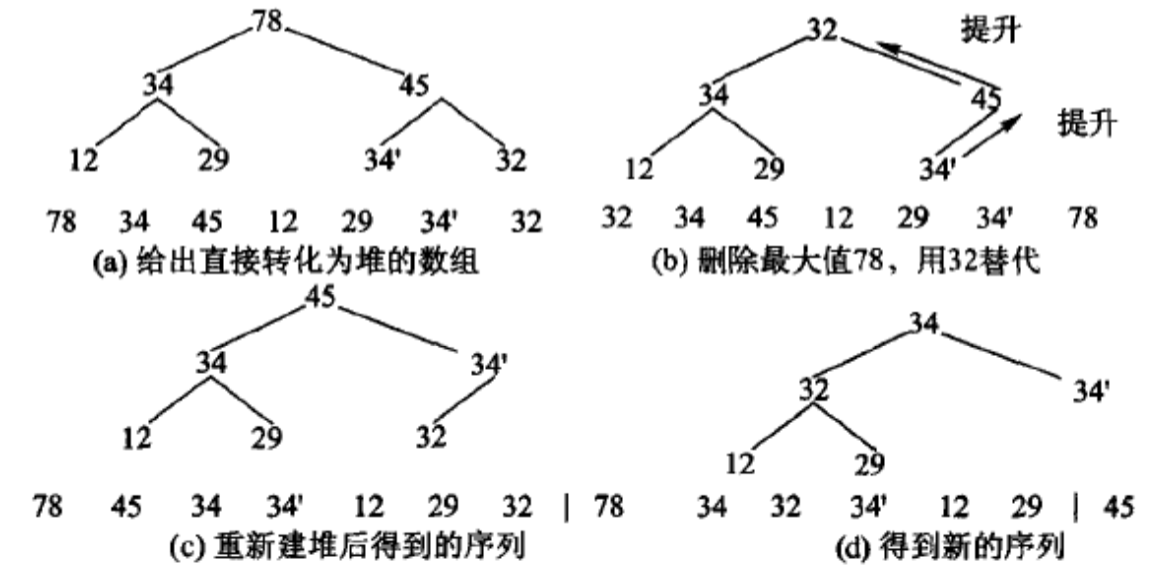 78
34 45
12 29 34' 32
78 34 45 12 29 34' 32
(a) 给出直接转化为堆的数组
32 提升
34 45 提升
12 29 34'
32 34 45 12 29 34' 78
(b) 删除最大值78，用32替代
45
34 34'
12 29 32
78 45 34 34' 12 29 32 | 78
(c) 重新建堆后得到的序列
34
32 34'
12 29
34 32 34' 12 29 | 45
(d) 得到新的序列